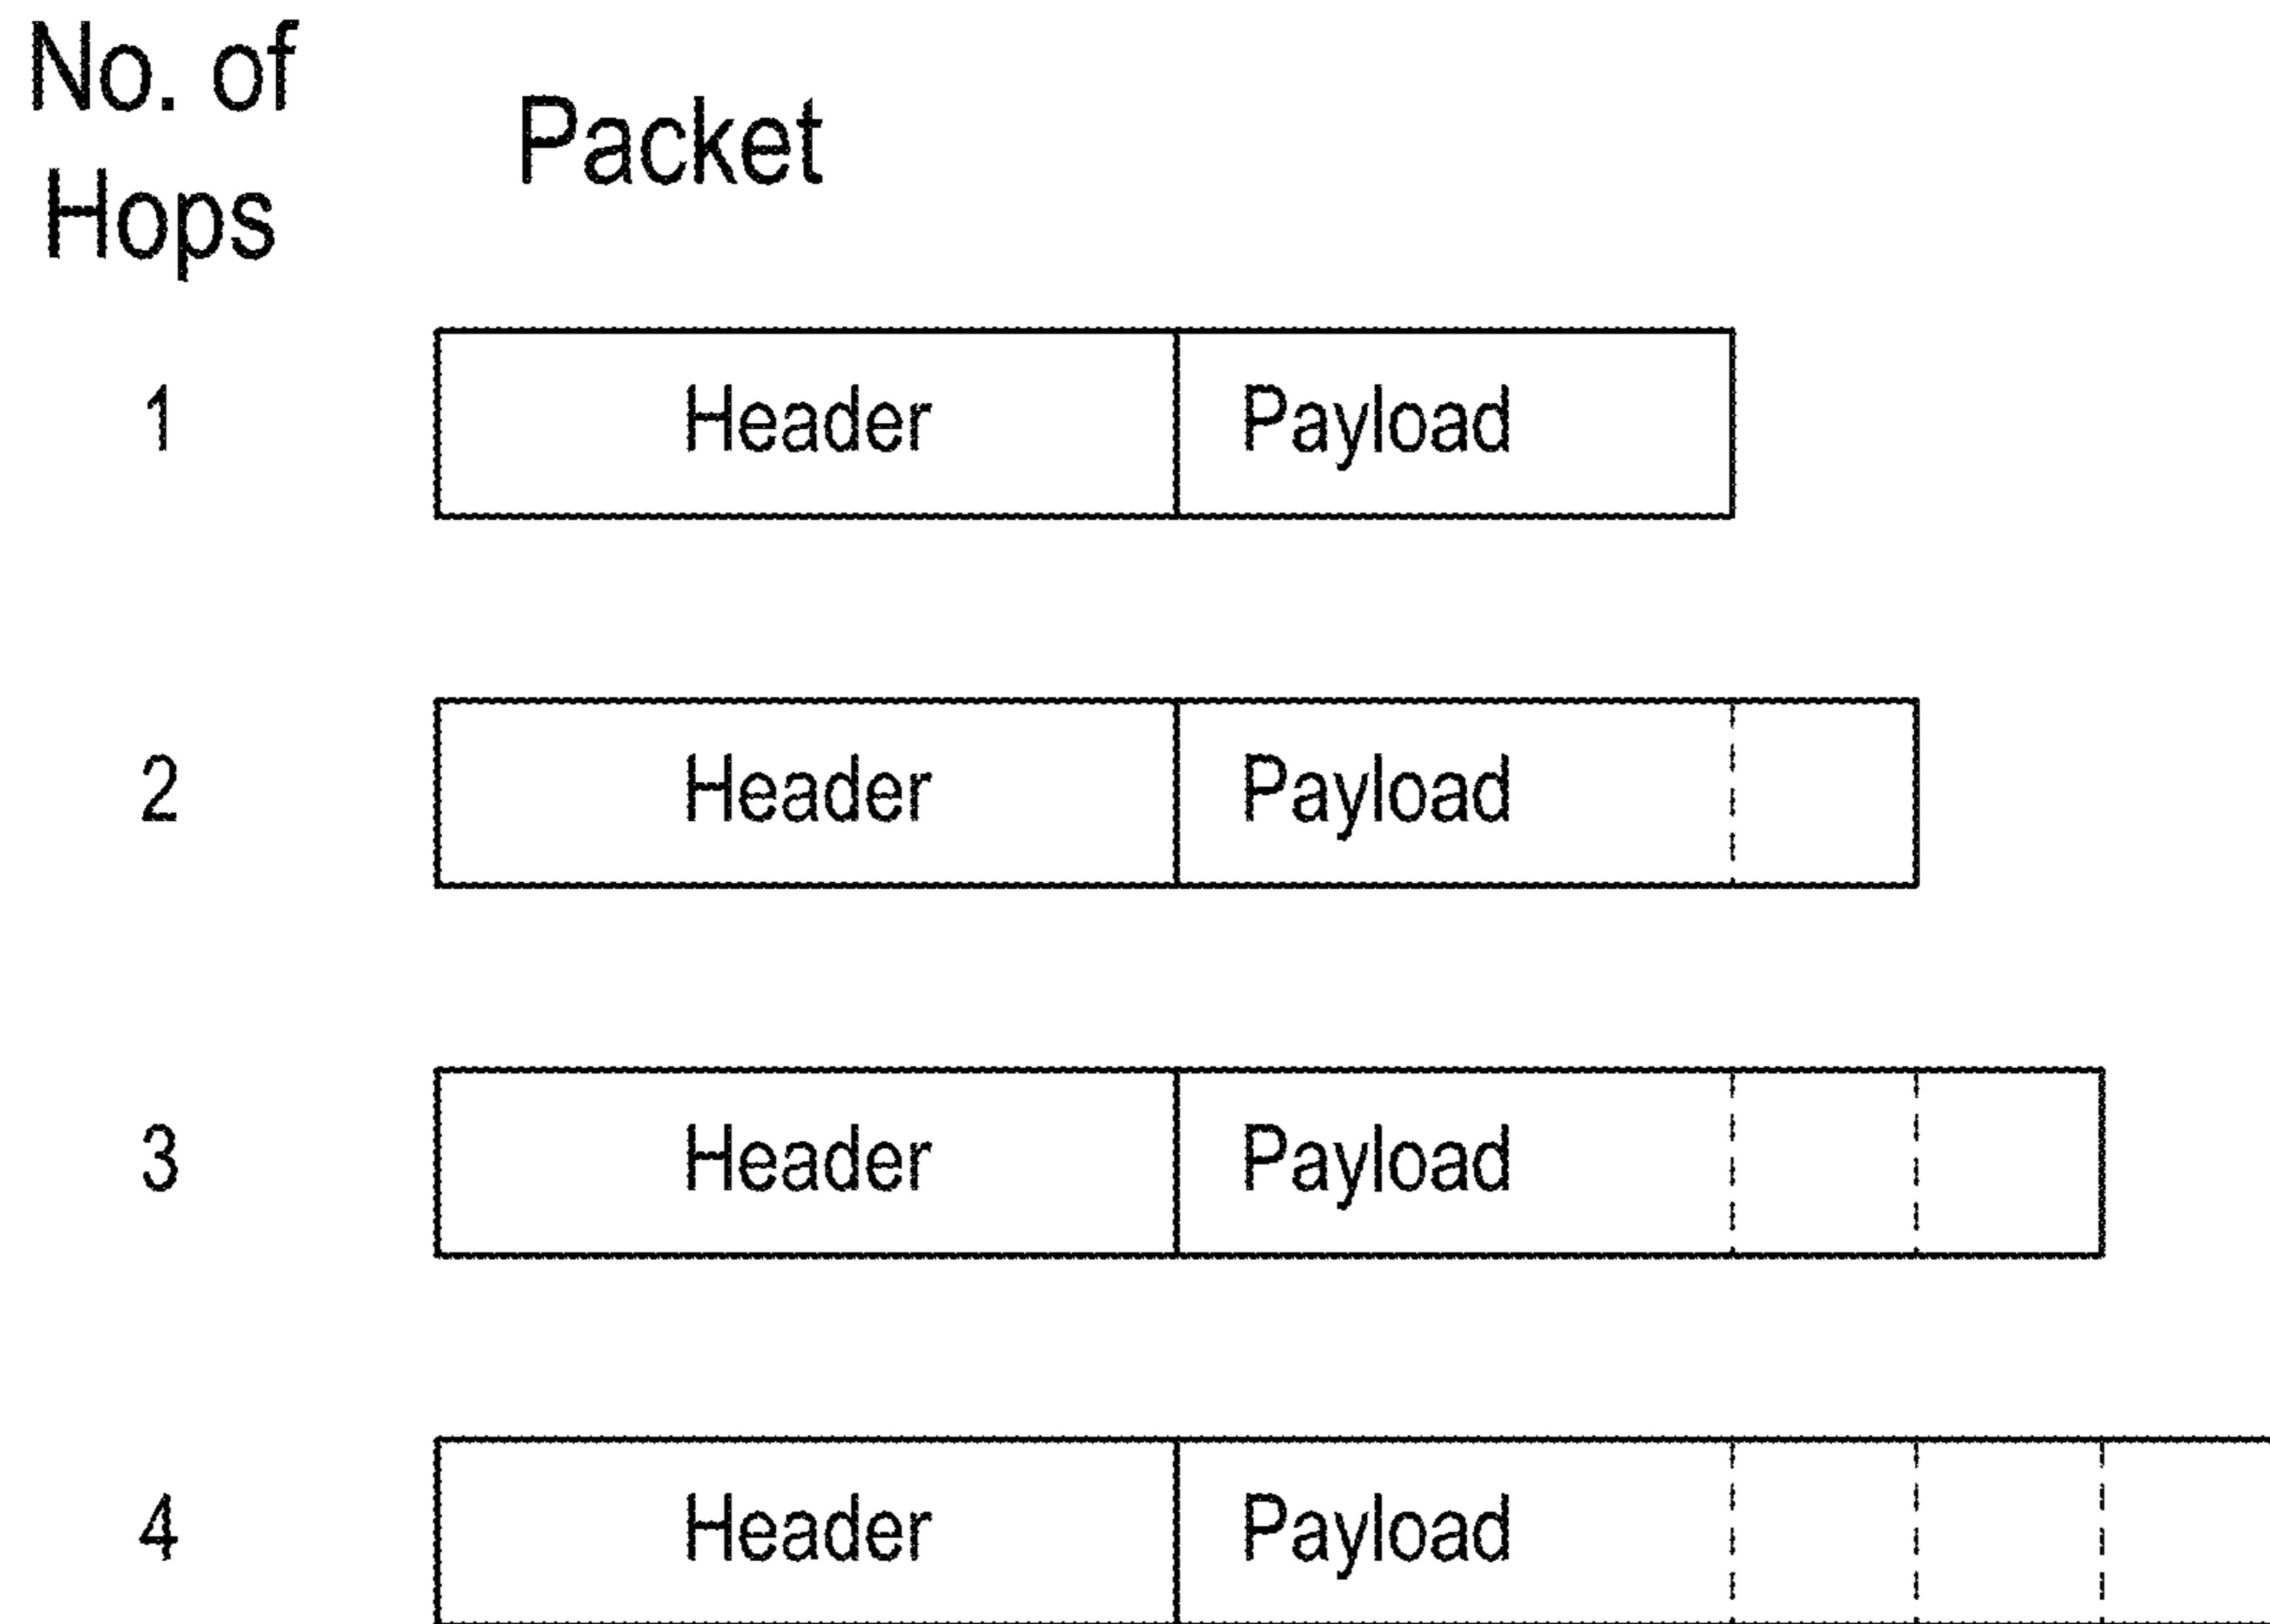 No. of
Hops
Packet
1 Header Payload
2 Header Payload
3 Header Payload
4 Header Payload